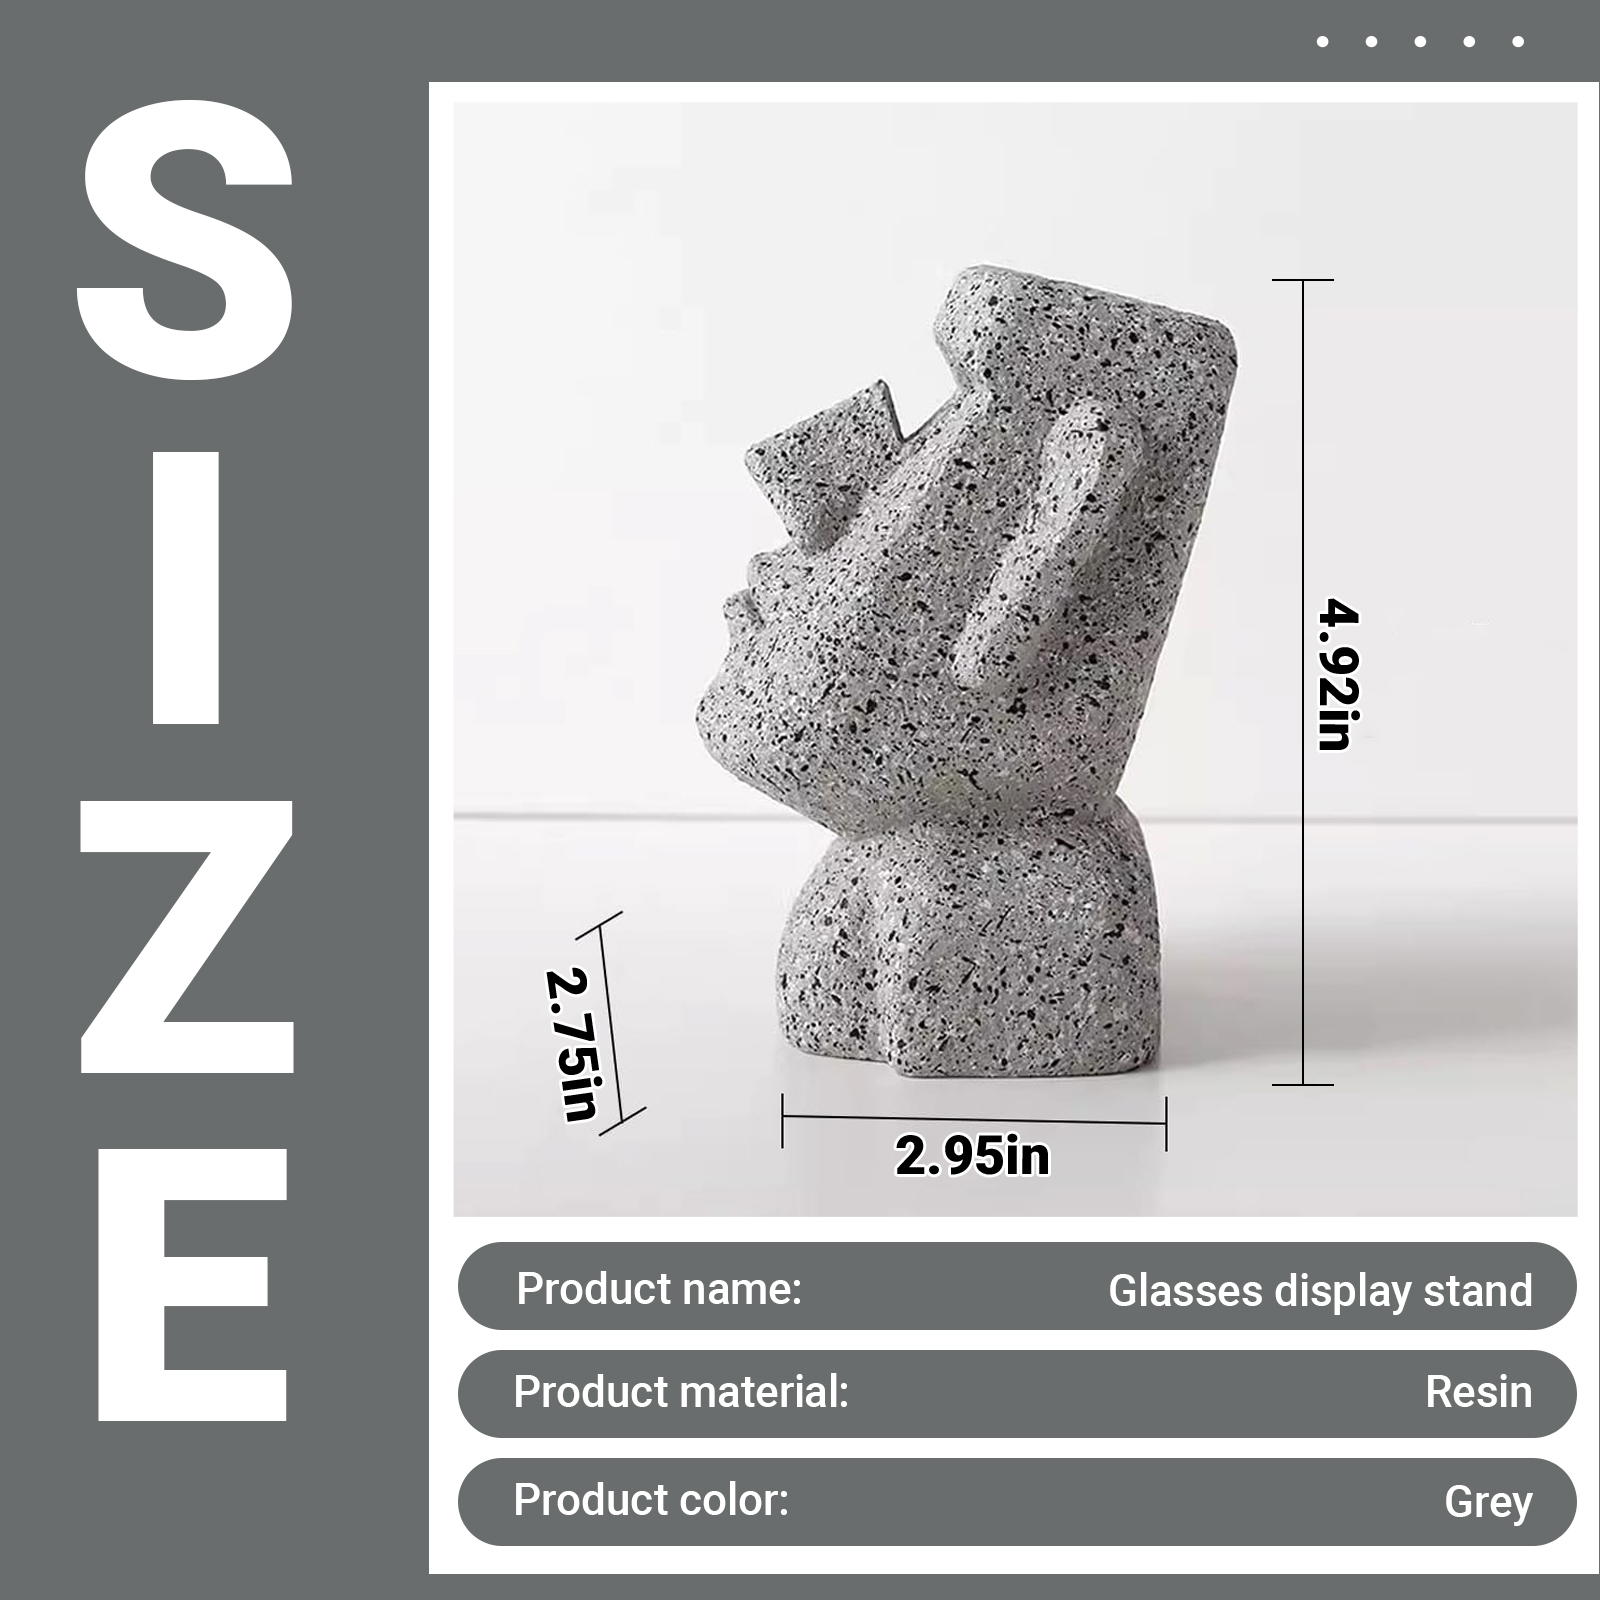 SIZE
4.92in
2.75in
2.95in
Product name: Glasses display stand
Product material: Resin
Product color: Grey